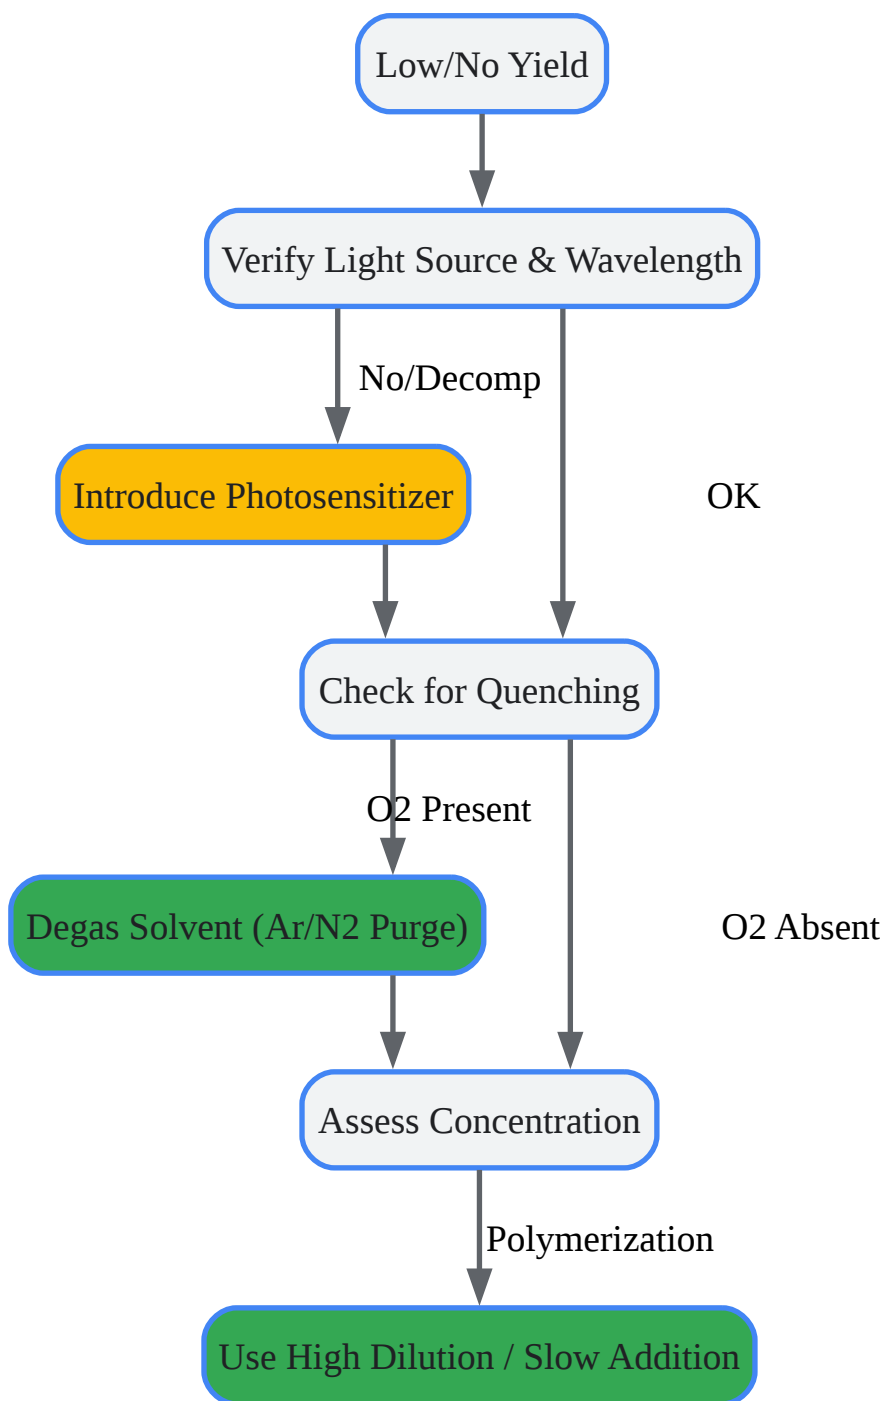 Low/No Yield
Verify Light Source & Wavelength
No/Decomp
Introduce Photosensitizer
OK
Check for Quenching
O2 Present
Degas Solvent (Ar/N2 Purge)
O2 Absent
Assess Concentration
Polymerization
Use High Dilution / Slow Addition